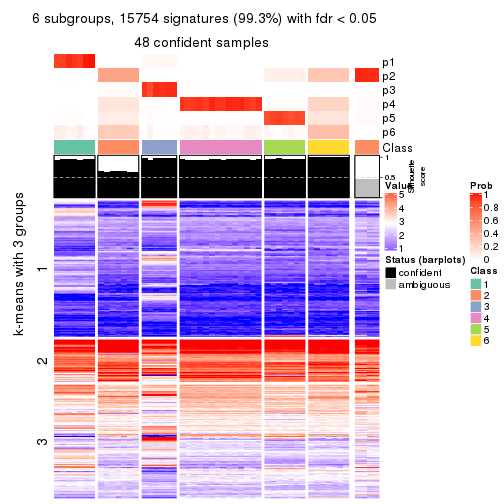 6 subgroups, 15754 signatures (99.3%) with fdr < 0.05
48 confident samples
p1
p2
p3
p4
p5
p6
Class
1
0.5
0
Silhouette
score
k-means with 3 groups
1
2
3
Value
5
4
3
2
1
Status (barplots)
confident
ambiguous
Prob
1
0.8
0.6
0.4
0.2
0
Class
1
2
3
4
5
6